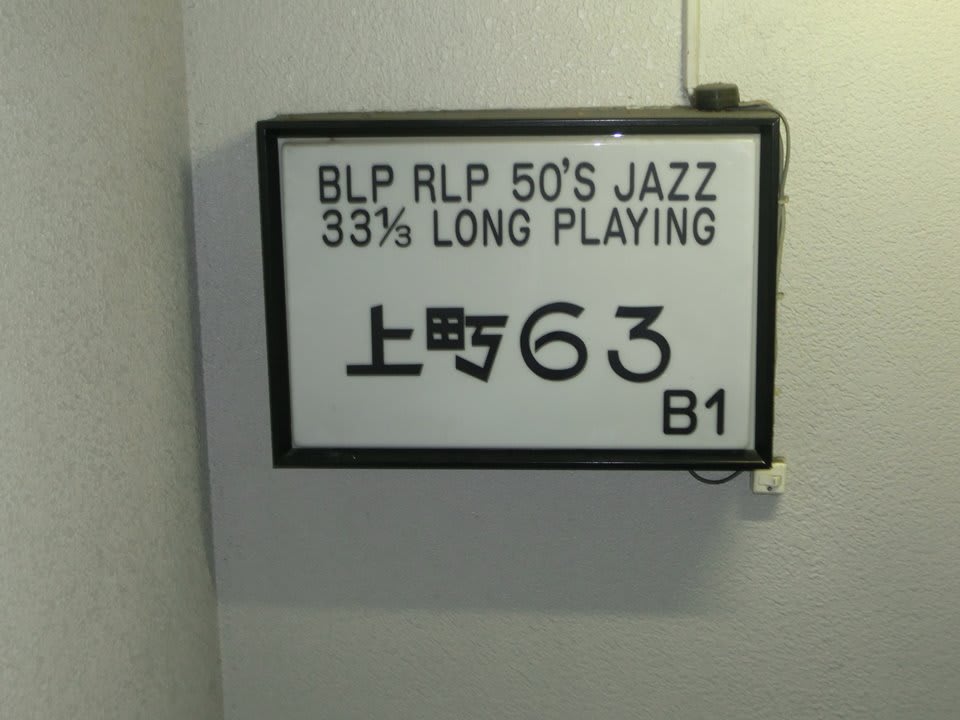 BLP RLP 50'S JAZZ
33⅓ LONG PLAYING
上町63
B1